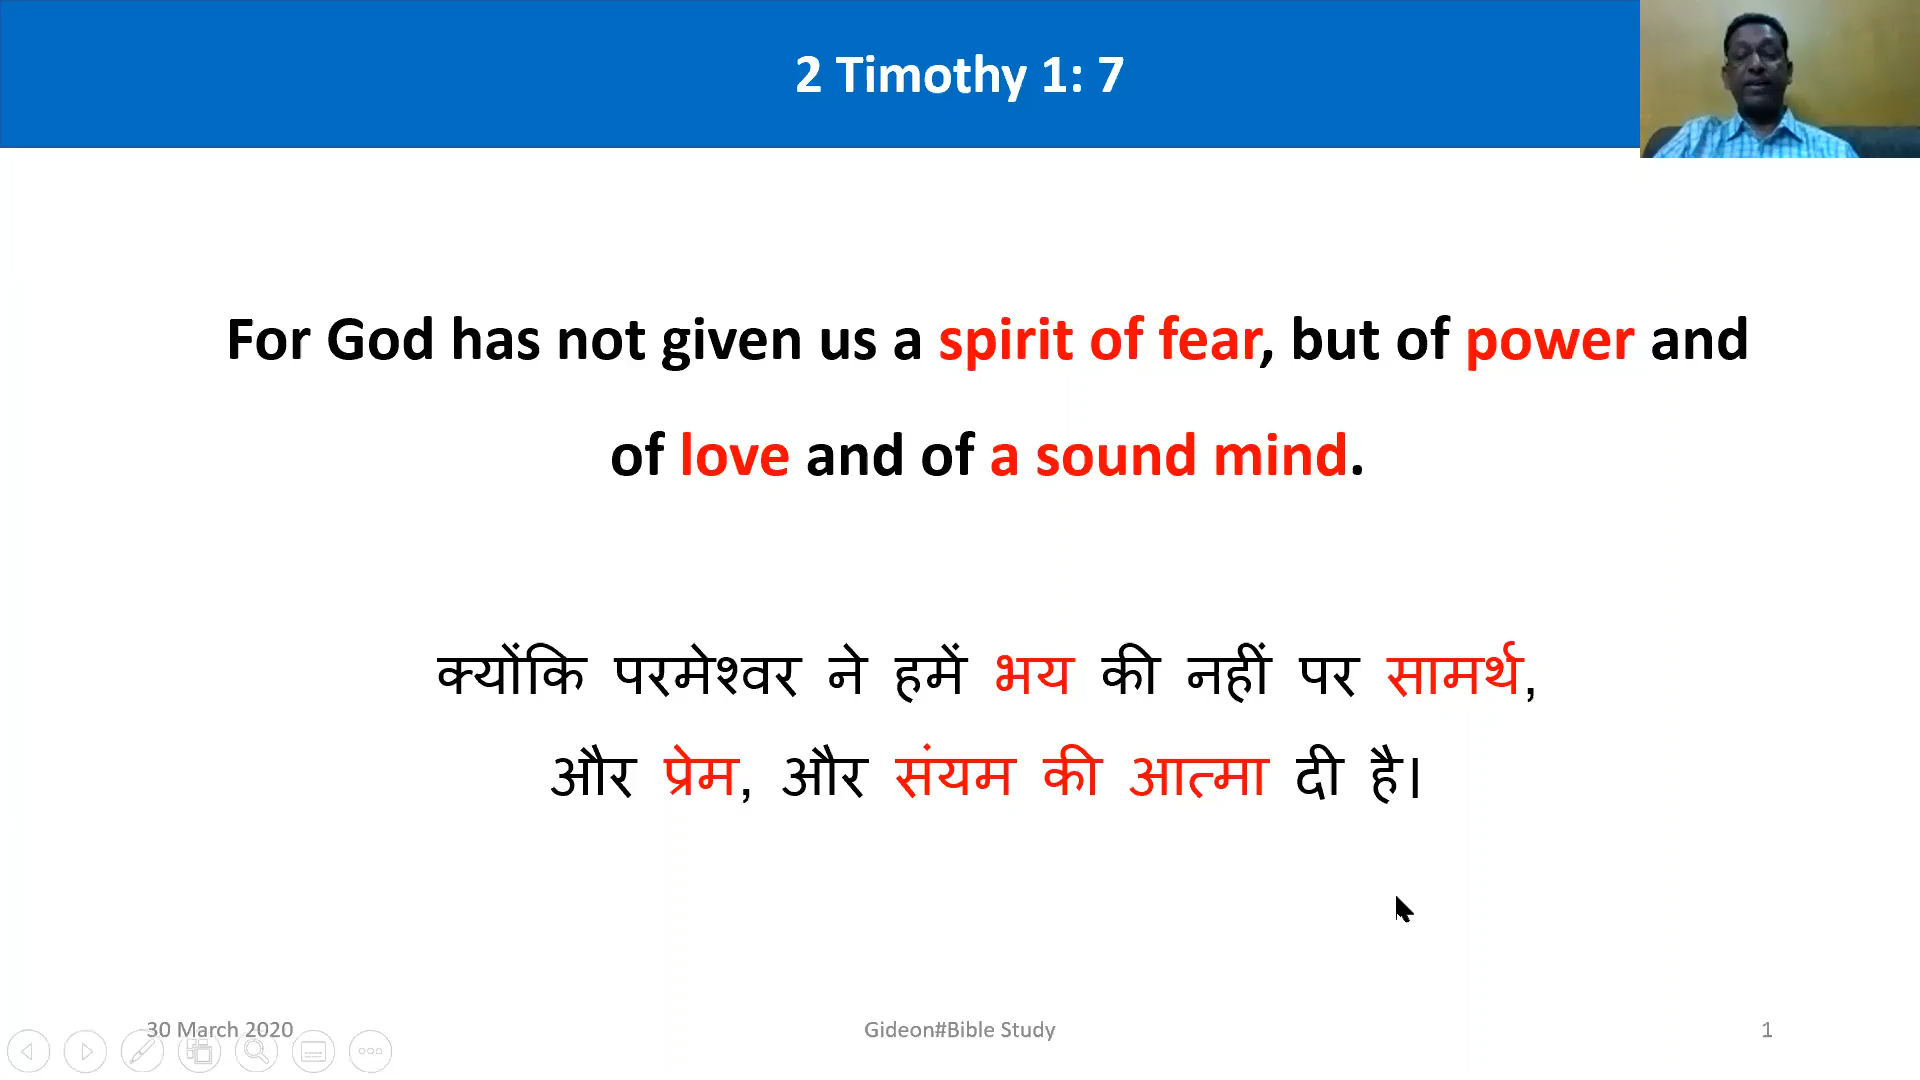 2 Timothy 1: 7
For God has not given us a spirit of fear, but of power and
of love and of a sound mind.
क्योंकि परमेश्वर ने हमें भय की नहीं पर सामर्थ,
और प्रेम, और संयम की आत्मा दी है।
30 March 2020
Gideon#Bible Study
1